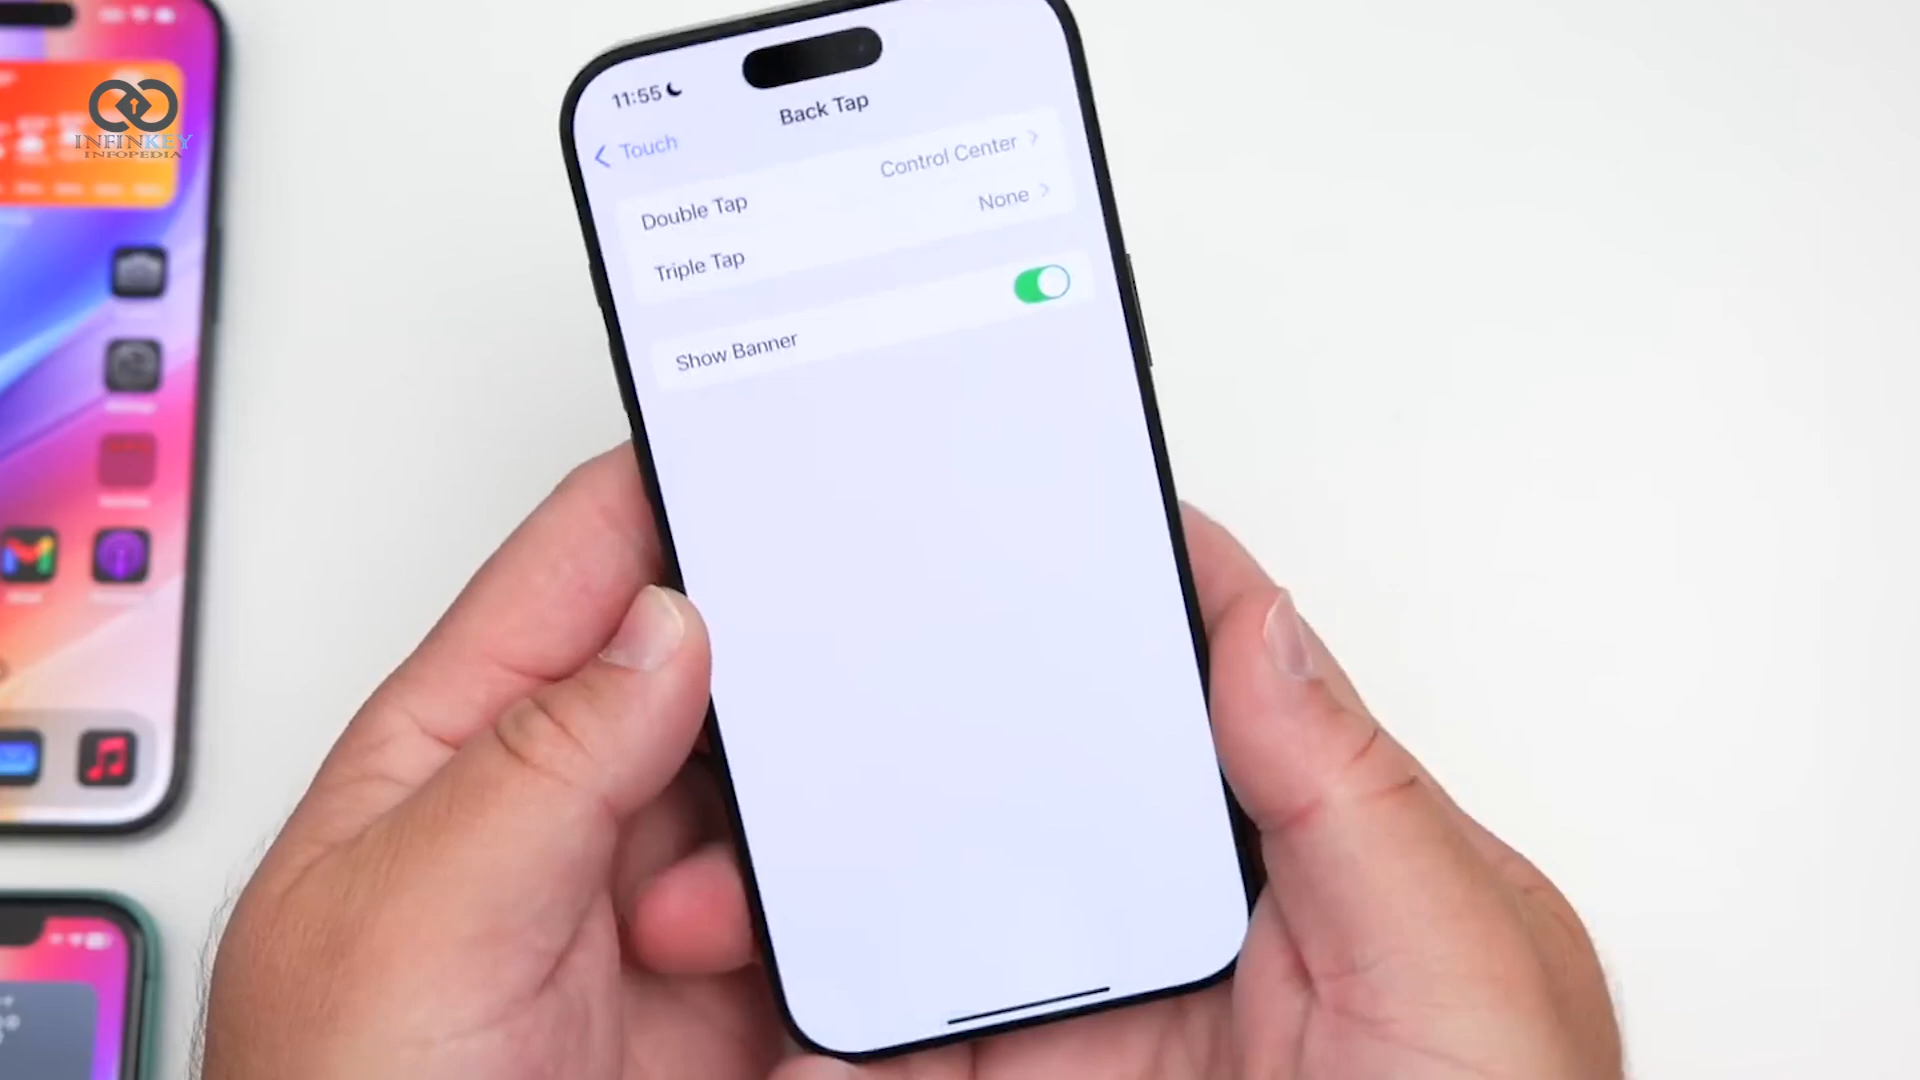 INFINKEY
INFOPEDIA
11:55
Back Tap
Touch
Double Tap Control Center
Triple Tap None
Show Banner